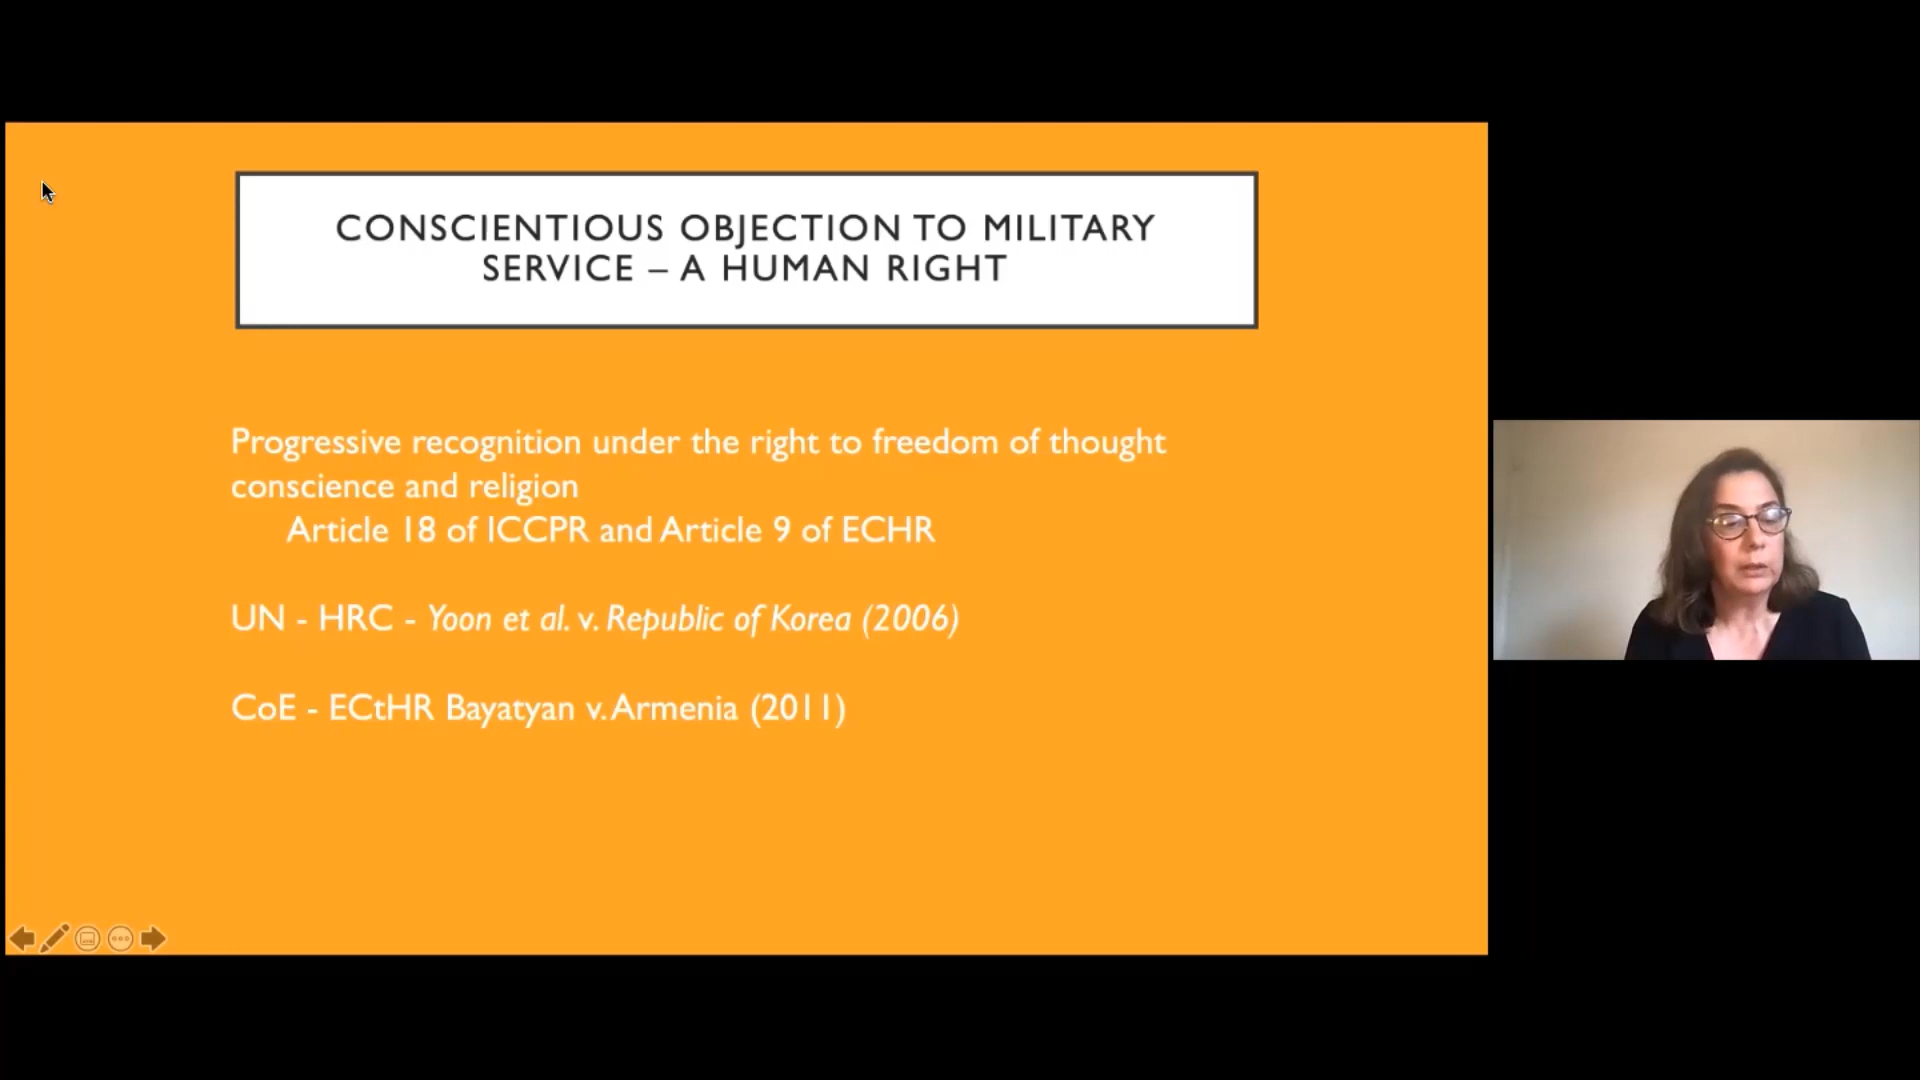 CONSCIENTIOUS OBJECTION TO MILITARY
SERVICE – A HUMAN RIGHT
Progressive recognition under the right to freedom of thought
conscience and religion
Article 18 of ICCPR and Article 9 of ECHR
UN - HRC - Yoon et al. v. Republic of Korea (2006)
CoE - ECtHR Bayatyan v. Armenia (2011)